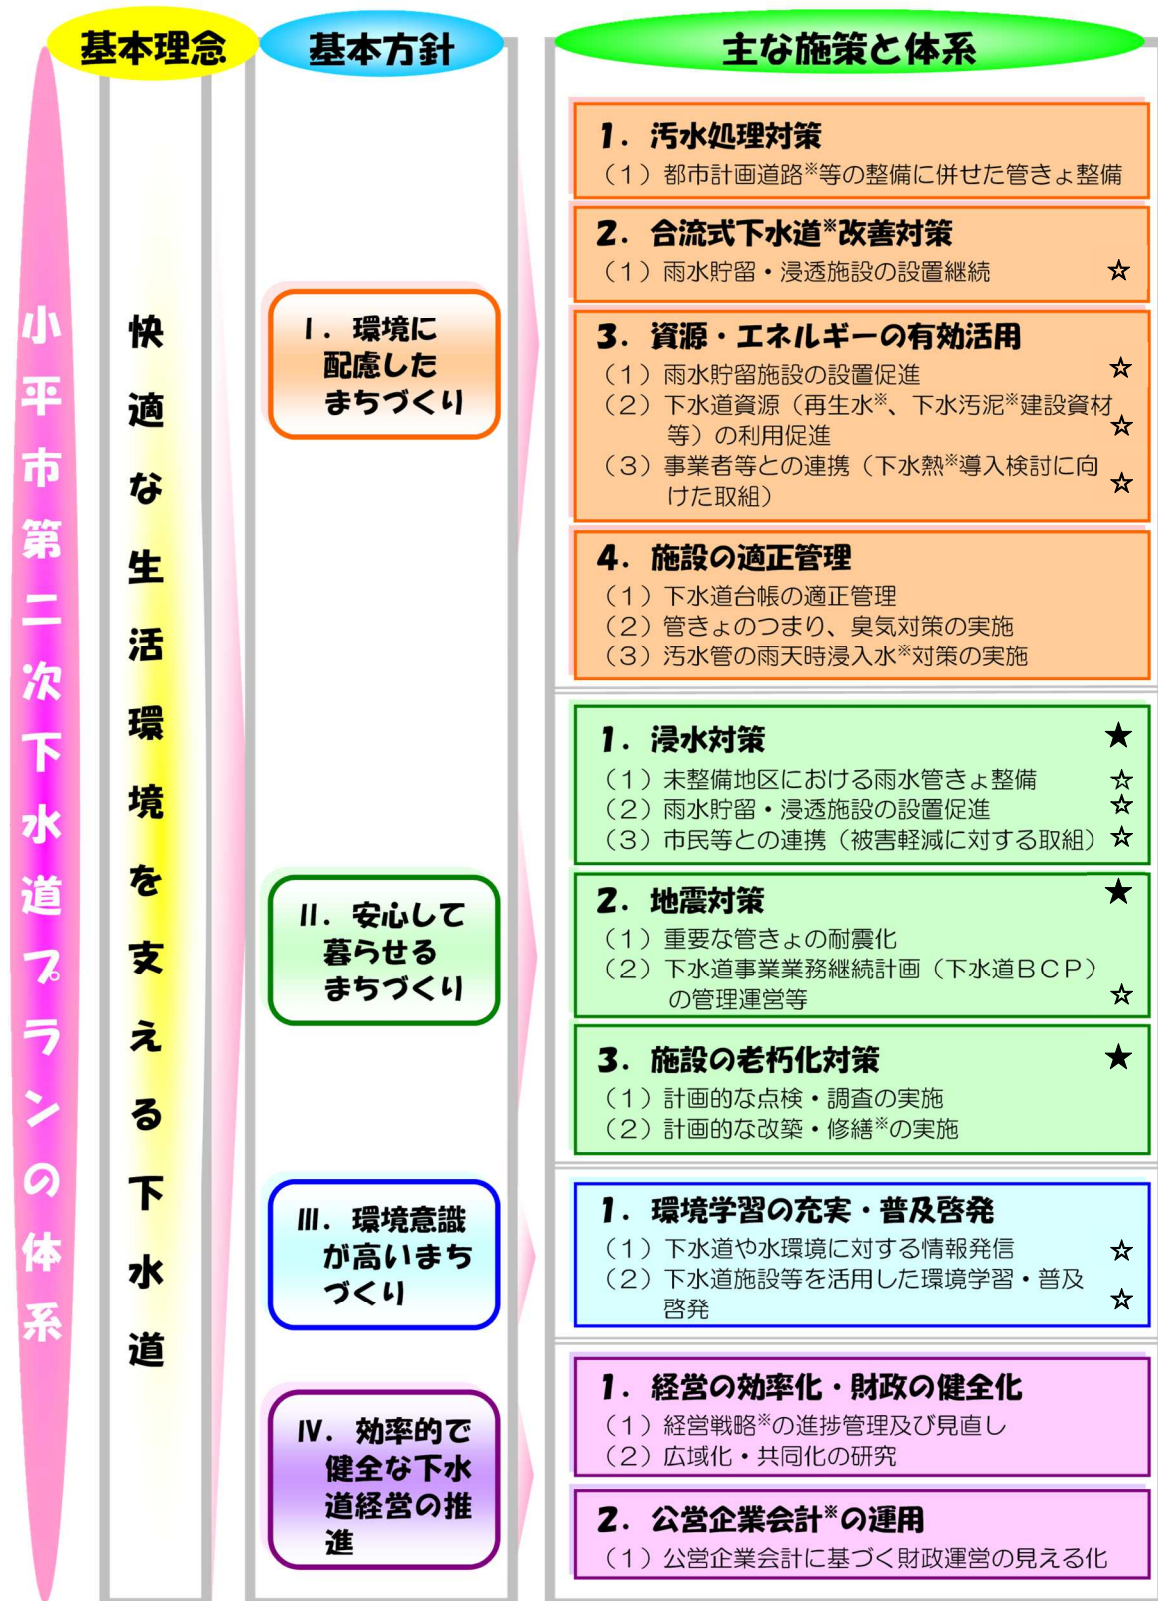 基本理念
基本方針
主な施策と体系
小平市第二次下水道プランの体系
快適な生活環境を支える下水道
Ⅰ．環境に
配慮した
まちづくり
1．汚水処理対策
（１）都市計画道路※等の整備に併せた管きょ整備
2．合流式下水道※改善対策
（１）雨水貯留・浸透施設の設置継続 ☆
3．資源・エネルギーの有効活用
（１）雨水貯留施設の設置促進 ☆
（２）下水道資源（再生水※、下水汚泥※建設資材
等）の利用促進 ☆
（３）事業者等との連携（下水熱※導入検討に向
けた取組） ☆
4．施設の適正管理
（１）下水道台帳の適正管理
（２）管きょのつまり、臭気対策の実施
（３）汚水管の雨天時浸入水※対策の実施
Ⅱ．安心して
暮らせる
まちづくり
1．浸水対策 ★
（１）未整備地区における雨水管きょ整備 ☆
（２）雨水貯留・浸透施設の設置促進 ☆
（３）市民等との連携（被害軽減に対する取組） ☆
2．地震対策 ★
（１）重要な管きょの耐震化
（２）下水道事業業務継続計画（下水道ＢＣＰ）
の管理運営等 ☆
3．施設の老朽化対策 ★
（１）計画的な点検・調査の実施
（２）計画的な改築・修繕※の実施
Ⅲ．環境意識
が高いまち
づくり
1．環境学習の充実・普及啓発
（１）下水道や水環境に対する情報発信 ☆
（２）下水道施設等を活用した環境学習・普及
啓発 ☆
Ⅳ．効率的で
健全な下水
道経営の推
進
1．経営の効率化・財政の健全化
（１）経営戦略※の進捗管理及び見直し
（２）広域化・共同化の研究
2．公営企業会計※の運用
（１）公営企業会計に基づく財政運営の見える化